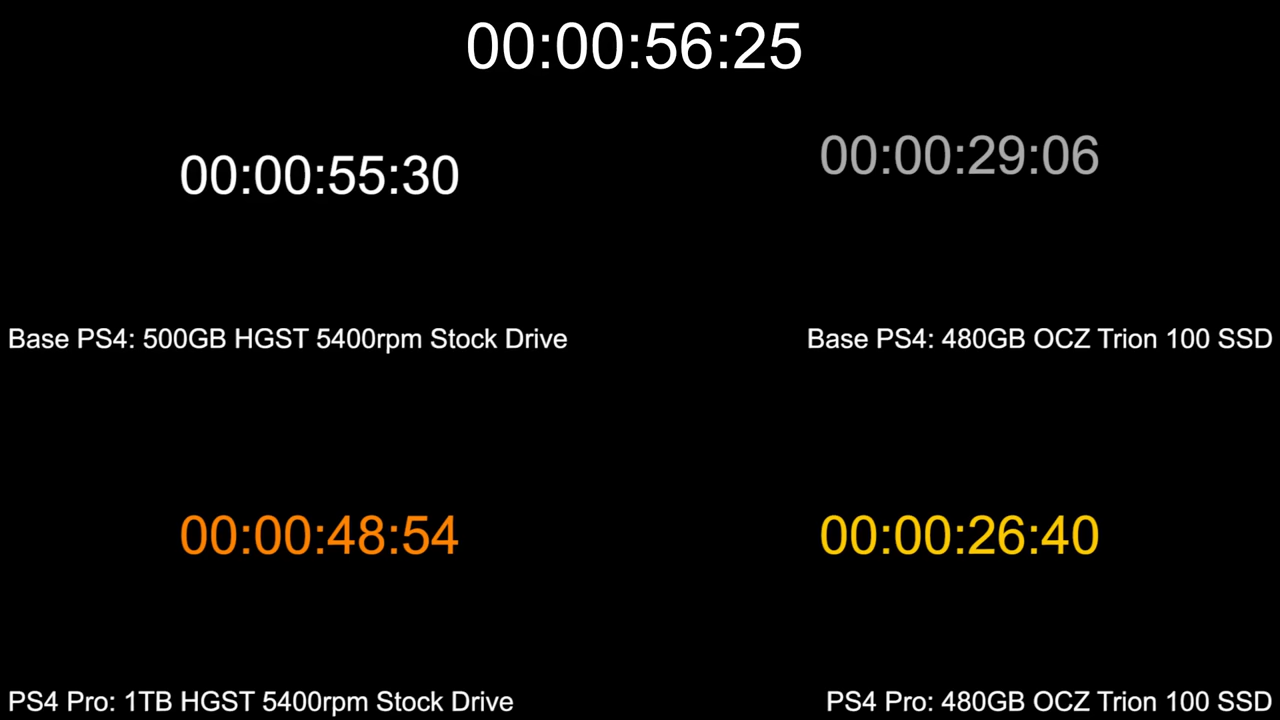 00:00:56:25
00:00:55:30
00:00:29:06
Base PS4: 500GB HGST 5400rpm Stock Drive
Base PS4: 480GB OCZ Trion 100 SSD
00:00:48:54
00:00:26:40
PS4 Pro: 1TB HGST 5400rpm Stock Drive
PS4 Pro: 480GB OCZ Trion 100 SSD